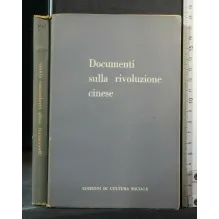 Documenti
sulla rivoluzione
cinese
EDIZIONI DI CULTURA SOCIALE